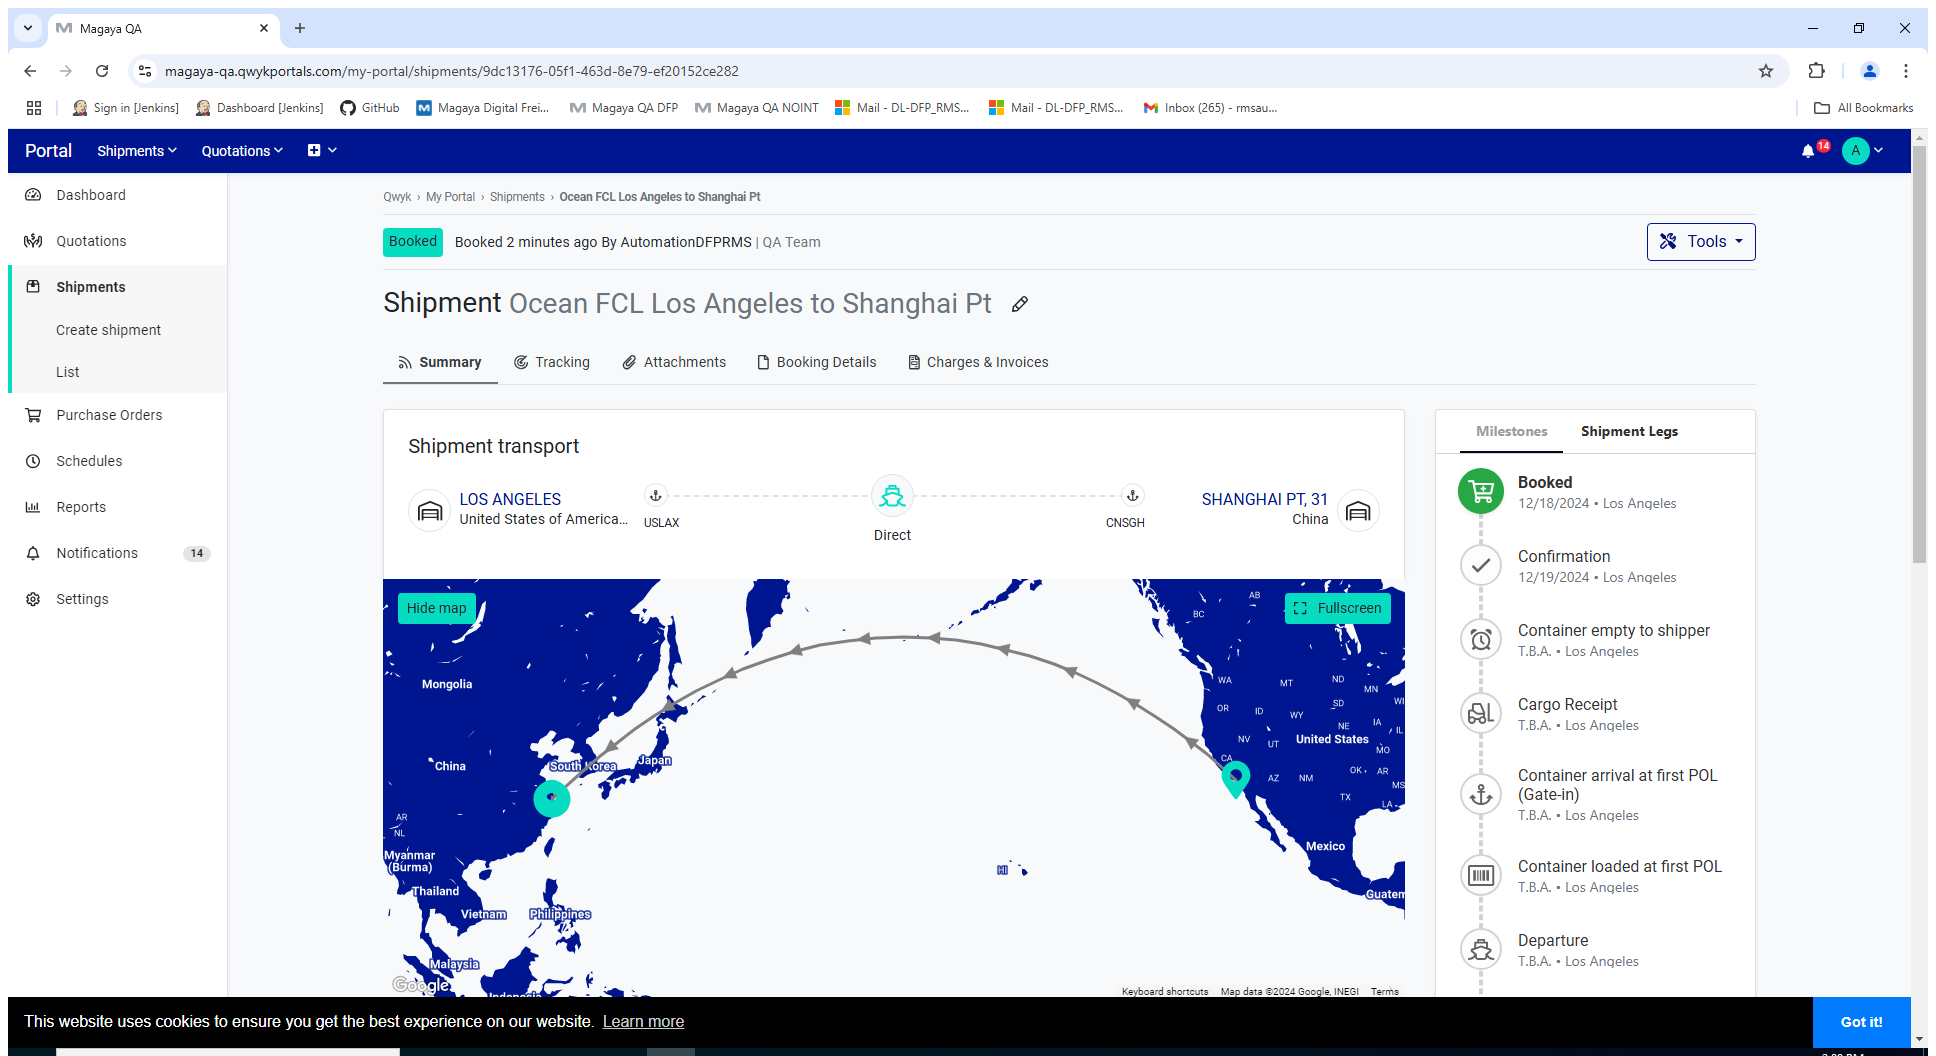 Magaya QA
magaya-qa.qwykportals.com/my-portal/shipments/9dc13176-05f1-463d-8e79-ef20152ce282
Sign in [Jenkins]
Dashboard [Jenkins]
GitHub
Magaya Digital Frei...
Magaya QA DFP
Magaya QA NOINT
Mail - DL-DFP_RMS...
Mail - DL-DFP_RMS...
Inbox (265) - rmsau...
All Bookmarks
Portal
Shipments
Quotations
14
A
Dashboard
Quotations
Shipments
Create shipment
List
Purchase Orders
Schedules
Reports
Notifications 14
Settings
Qwyk › My Portal › Shipments › Ocean FCL Los Angeles to Shanghai Pt
Booked Booked 2 minutes ago By AutomationDFPRMS | QA Team
Tools
Shipment Ocean FCL Los Angeles to Shanghai Pt
Summary
Tracking
Attachments
Booking Details
Charges & Invoices
Shipment transport
LOS ANGELES
United States of America...
USLAX
Direct
CNSGH
SHANGHAI PT, 31
China
Hide map
Fullscreen
AB
BC
Mongolia
WA
MT
ND
MN
OR
ID
WY
SD
WI
NE
IA
IL
NV
UT
United States
MO
CA
AZ
NM
OK
AR
MS
TX
LA
China
South Korea
Japan
AR
NL
Myanmar
(Burma)
Thailand
Vietnam
Philippines
Malaysia
Indonesia
HI
Mexico
Guatem
Google
Keyboard shortcuts
Map data ©2024 Google, INEGI
Terms
Milestones
Shipment Legs
Booked
12/18/2024 • Los Angeles
Confirmation
12/19/2024 • Los Angeles
Container empty to shipper
T.B.A. • Los Angeles
Cargo Receipt
T.B.A. • Los Angeles
Container arrival at first POL
(Gate-in)
T.B.A. • Los Angeles
Container loaded at first POL
T.B.A. • Los Angeles
Departure
T.B.A. • Los Angeles
This website uses cookies to ensure you get the best experience on our website. Learn more
Got it!